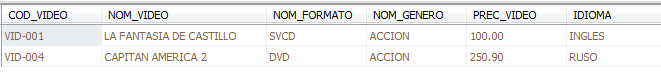 COD_VIDEO NOM_VIDEO NOM_FORMATO NOM_GENERO PREC_VIDEO IDIOMA
VID-001 LA FANTASIA DE CASTILLO SVCD ACCION 100.00 INGLES
VID-004 CAPITAN AMERICA 2 DVD ACCION 250.90 RUSO